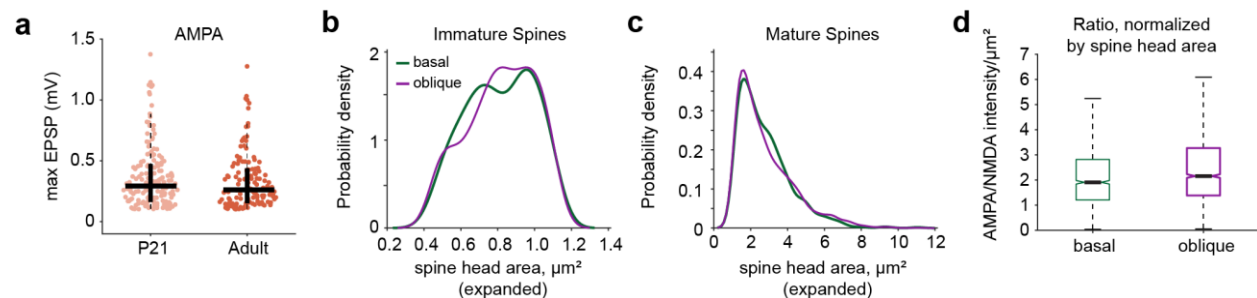 a
AMPA
max EPSP (mV)
1.5
1.0
0.5
0
P21
Adult
b
Immature Spines
basal
oblique
Probability density
2
1
0
0.2
0.4
0.6
0.8
1.0
1.2
1.4
spine head area, µm²
(expanded)
c
Mature Spines
Probability density
0.4
0.3
0.2
0.1
0
0
2
4
6
8
10
12
spine head area, µm²
(expanded)
d
Ratio, normalized
by spine head area
AMPA/NMDA intensity/µm²
7
6
5
4
3
2
1
0
basal
oblique